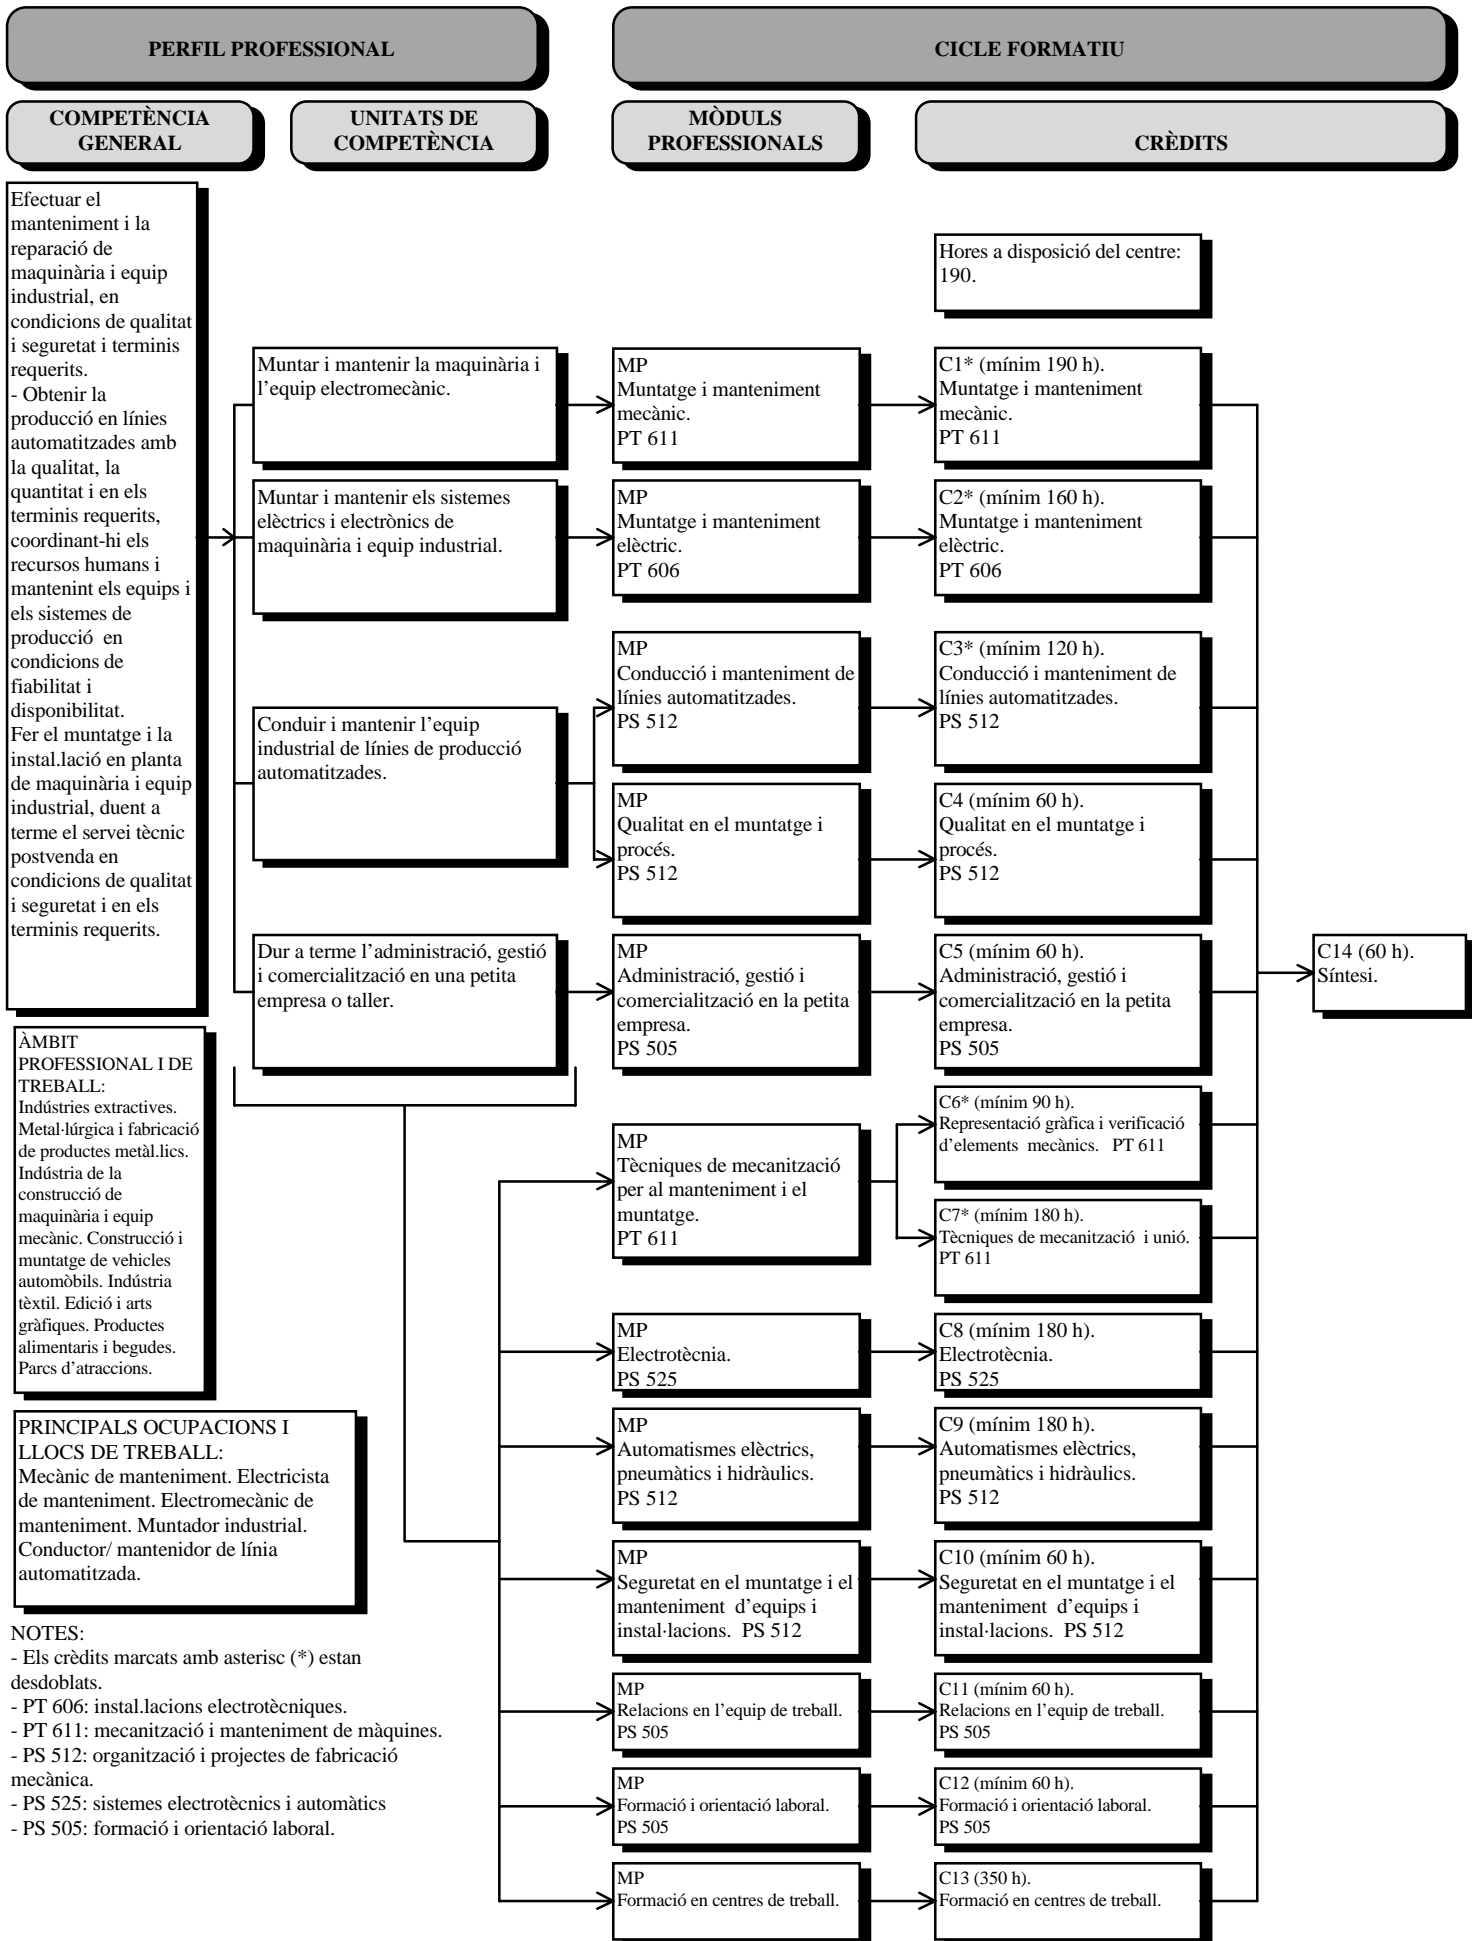 PERFIL PROFESSIONAL
CICLE FORMATIU
COMPETÈNCIA
GENERAL
UNITATS DE
COMPETÈNCIA
MÒDULS
PROFESSIONALS
CRÈDITS
Efectuar el
manteniment i la
reparació de
maquinària i equip
industrial, en
condicions de qualitat
i seguretat i terminis
requerits.
- Obtenir la
producció en línies
automatitzades amb
la qualitat, la
quantitat i en els
terminis requerits,
coordinant-hi els
recursos humans i
mantenint els equips i
els sistemes de
producció en
condicions de
fiabilitat i
disponibilitat.
Fer el muntatge i la
instal.lació en planta
de maquinària i equip
industrial, duent a
terme el servei tècnic
postvenda en
condicions de qualitat
i seguretat i en els
terminis requerits.
ÀMBIT
PROFESSIONAL I DE
TREBALL:
Indústries extractives.
Metal·lúrgica i fabricació
de productes metàl.lics.
Indústria de la
construcció de
maquinària i equip
mecànic. Construcció i
muntatge de vehicles
automòbils. Indústria
tèxtil. Edició i arts
gràfiques. Productes
alimentaris i begudes.
Parcs d’atraccions.
PRINCIPALS OCUPACIONS I
LLOCS DE TREBALL:
Mecànic de manteniment. Electricista
de manteniment. Electromecànic de
manteniment. Muntador industrial.
Conductor/ mantenidor de línia
automatitzada.
NOTES:
- Els crèdits marcats amb asterisc (*) estan
desdoblats.
- PT 606: instal.lacions electrotècniques.
- PT 611: mecanització i manteniment de màquines.
- PS 512: organització i projectes de fabricació
mecànica.
- PS 525: sistemes electrotècnics i automàtics
- PS 505: formació i orientació laboral.
Muntar i mantenir la maquinària i
l’equip electromecànic.
Muntar i mantenir els sistemes
elèctrics i electrònics de
maquinària i equip industrial.
Conduir i mantenir l’equip
industrial de línies de producció
automatitzades.
Dur a terme l’administració, gestió
i comercialització en una petita
empresa o taller.
MP
Muntatge i manteniment
mecànic.
PT 611
MP
Muntatge i manteniment
elèctric.
PT 606
MP
Conducció i manteniment de
línies automatitzades.
PS 512
MP
Qualitat en el muntatge i
procés.
PS 512
MP
Administració, gestió i
comercialització en la petita
empresa.
PS 505
MP
Tècniques de mecanització
per al manteniment i el
muntatge.
PT 611
MP
Electrotècnia.
PS 525
MP
Automatismes elèctrics,
pneumàtics i hidràulics.
PS 512
MP
Seguretat en el muntatge i el
manteniment d’equips i
instal·lacions. PS 512
MP
Relacions en l’equip de treball.
PS 505
MP
Formació i orientació laboral.
PS 505
MP
Formació en centres de treball.
Hores a disposició del centre:
190.
C1* (mínim 190 h).
Muntatge i manteniment
mecànic.
PT 611
C2* (mínim 160 h).
Muntatge i manteniment
elèctric.
PT 606
C3* (mínim 120 h).
Conducció i manteniment de
línies automatitzades.
PS 512
C4 (mínim 60 h).
Qualitat en el muntatge i
procés.
PS 512
C5 (mínim 60 h).
Administració, gestió i
comercialització en la petita
empresa.
PS 505
C6* (mínim 90 h).
Representació gràfica i verificació
d’elements mecànics. PT 611
C7* (mínim 180 h).
Tècniques de mecanització i unió.
PT 611
C8 (mínim 180 h).
Electrotècnia.
PS 525
C9 (mínim 180 h).
Automatismes elèctrics,
pneumàtics i hidràulics.
PS 512
C10 (mínim 60 h).
Seguretat en el muntatge i el
manteniment d’equips i
instal·lacions. PS 512
C11 (mínim 60 h).
Relacions en l’equip de treball.
PS 505
C12 (mínim 60 h).
Formació i orientació laboral.
PS 505
C13 (350 h).
Formació en centres de treball.
C14 (60 h).
Síntesi.